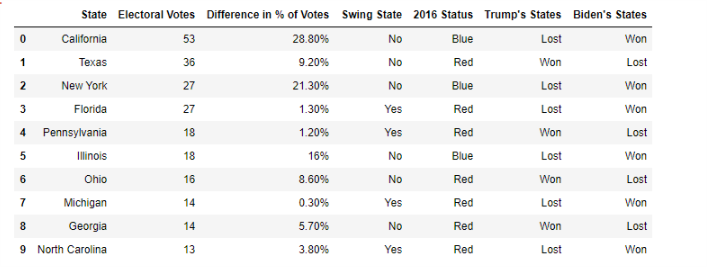 State Electoral Votes Difference in % of Votes Swing State 2016 Status Trump's States Biden's States
0 California 53 28.80% No Blue Lost Won
1 Texas 36 9.20% No Red Won Lost
2 New York 27 21.30% No Blue Lost Won
3 Florida 27 1.30% Yes Red Lost Won
4 Pennsylvania 18 1.20% Yes Red Won Lost
5 Illinois 18 16% No Blue Lost Won
6 Ohio 16 8.60% No Red Won Lost
7 Michigan 14 0.30% Yes Red Lost Won
8 Georgia 14 5.70% No Red Won Lost
9 North Carolina 13 3.80% Yes Red Lost Won